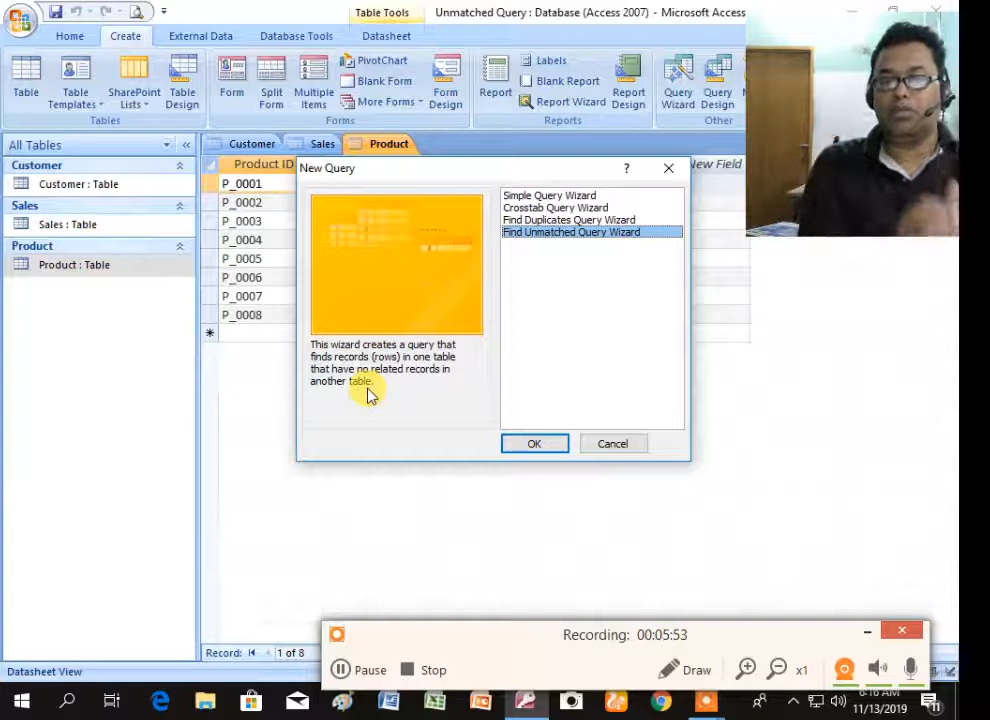 Table Tools
Unmatched Query : Database (Access 2007) - Microsoft Access
Home
Create
External Data
Database Tools
Datasheet
Table
Table Templates
SharePoint Lists
Table Design
Tables
Form
Split Form
Multiple Items
PivotChart
Blank Form
More Forms
Form Design
Forms
Report
Labels
Blank Report
Report Wizard
Report Design
Reports
Query Wizard
Query Design
Other
All Tables
«
Customer
Customer : Table
Sales
Sales : Table
Product
Product : Table
Customer
Sales
Product
Product ID
New Field
P_0001
P_0002
P_0003
P_0004
P_0005
P_0006
P_0007
P_0008
*
New Query
?
Simple Query Wizard
Crosstab Query Wizard
Find Duplicates Query Wizard
Find Unmatched Query Wizard
This wizard creates a query that
finds records (rows) in one table
that have no related records in
another table.
OK
Cancel
Record:
1 of 8
Datasheet View
Recording: 00:05:53
Pause
Stop
Draw
x1
6:16 AM
11/13/2019
11